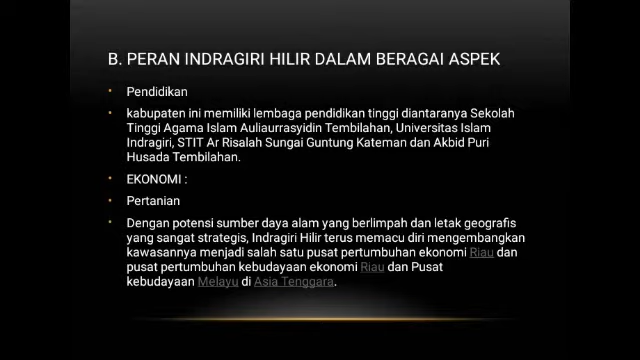 B. PERAN INDRAGIRI HILIR DALAM BERAGAI ASPEK
• Pendidikan
• kabupaten ini memiliki lembaga pendidikan tinggi diantaranya Sekolah
Tinggi Agama Islam Auliaurrasyidin Tembilahan, Universitas Islam
Indragiri, STIT Ar Risalah Sungai Guntung Kateman dan Akbid Puri
Husada Tembilahan.
• EKONOMI :
• Pertanian
• Dengan potensi sumber daya alam yang berlimpah dan letak geografis
yang sangat strategis, Indragiri Hilir terus memacu diri mengembangkan
kawasannya menjadi salah satu pusat pertumbuhan ekonomi Riau dan
pusat pertumbuhan kebudayaan ekonomi Riau dan Pusat
kebudayaan Melayu di Asia Tenggara.